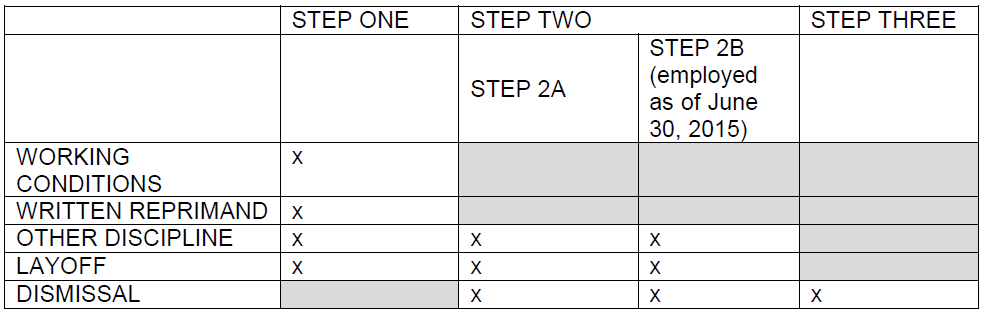 STEP ONE STEP TWO STEP THREE
STEP 2A
STEP 2B
(employed
as of June
30, 2015)
WORKING
CONDITIONS
x
WRITTEN REPRIMAND x
OTHER DISCIPLINE x x x
LAYOFF x x x
DISMISSAL x x x